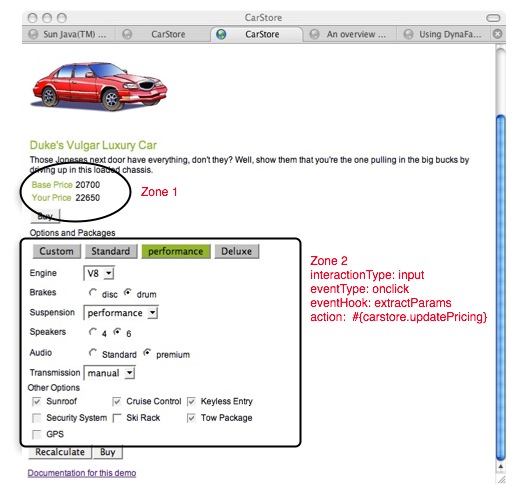 CarStore
Sun Java(TM) ...
CarStore
CarStore
An overview ...
Using DynaFa...
Duke's Vulgar Luxury Car
Those Joneses next door have everything, don't they? Well, show them that you're the one pulling in the big bucks by
driving up in this loaded chassis.
Base Price 20700
Zone 1
Your Price 22650
Buy
Options and Packages
Custom Standard performance Deluxe
Zone 2
interactionType: input
eventType: onclick
eventHook: extractParams
action: #{carstore.updatePricing}
Engine V8
Brakes disc drum
Suspension performance
Speakers 4 6
Audio Standard premium
Transmission manual
Other Options
Sunroof Cruise Control Keyless Entry
Security System Ski Rack Tow Package
GPS
Recalculate Buy
Documentation for this demo